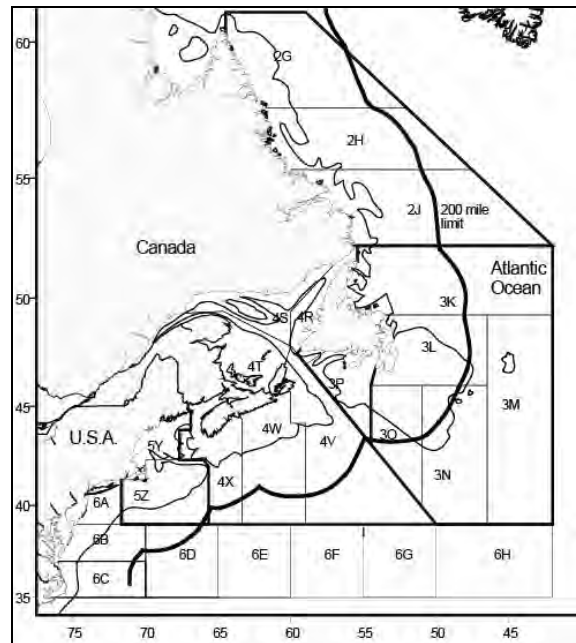 60
2G
2H
55
2J
200 mile
limit
Canada
Atlantic
Ocean
50
4S
4R
3K
3L
4T
3P
3M
45
U.S.A.
4W
4V
3O
5Y
3N
4X
5Z
6A
40
6B
6D
6E
6F
6G
6H
6C
35
75
70
65
60
55
50
45